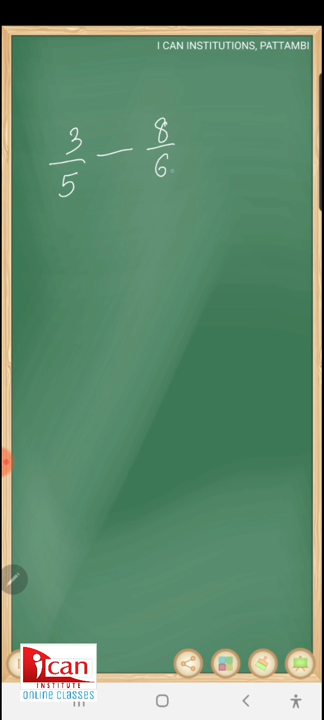 I CAN INSTITUTIONS, PATTAMBI
3/5 — 8/6
ican
INSTITUTE
ONLINE CLASSES